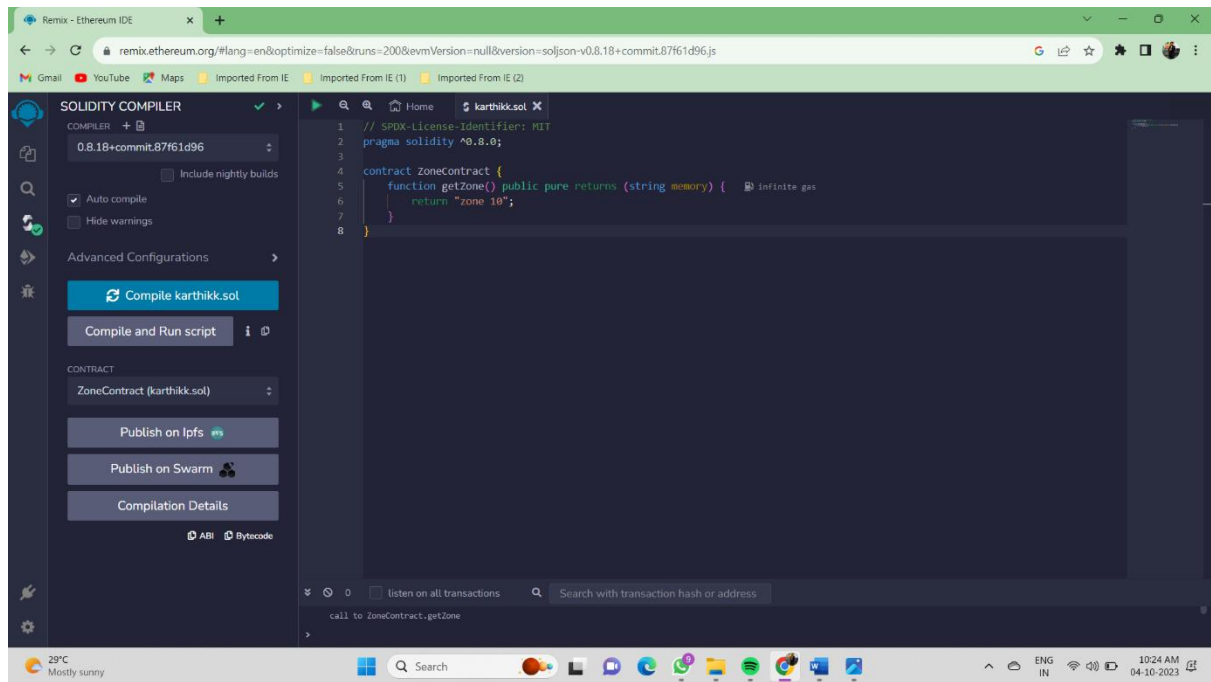 Remix - Ethereum IDE
remix.ethereum.org/#lang=en&optimize=false&runs=200&evmVersion=null&version=soljson-v0.8.18+commit.87f61d96.js
Gmail YouTube Maps Imported From IE Imported From IE (1) Imported From IE (2)
SOLIDITY COMPILER
COMPILER
0.8.18+commit.87f61d96
Include nightly builds
Auto compile
Hide warnings
Advanced Configurations
Compile karthikk.sol
Compile and Run script
CONTRACT
ZoneContract (karthikk.sol)
Publish on Ipfs
Publish on Swarm
Compilation Details
ABI Bytecode
Home karthikk.sol
1 // SPDX-License-Identifier: MIT
2 pragma solidity ^0.8.0;
3
4 contract ZoneContract {
5 function getZone() public pure returns (string memory) { infinite gas
6 return "zone 10";
7 }
8 }
0 listen on all transactions Search with transaction hash or address
call to ZoneContract.getZone
>
29°C
Mostly sunny
Search
9
ENG
IN
10:24 AM
04-10-2023